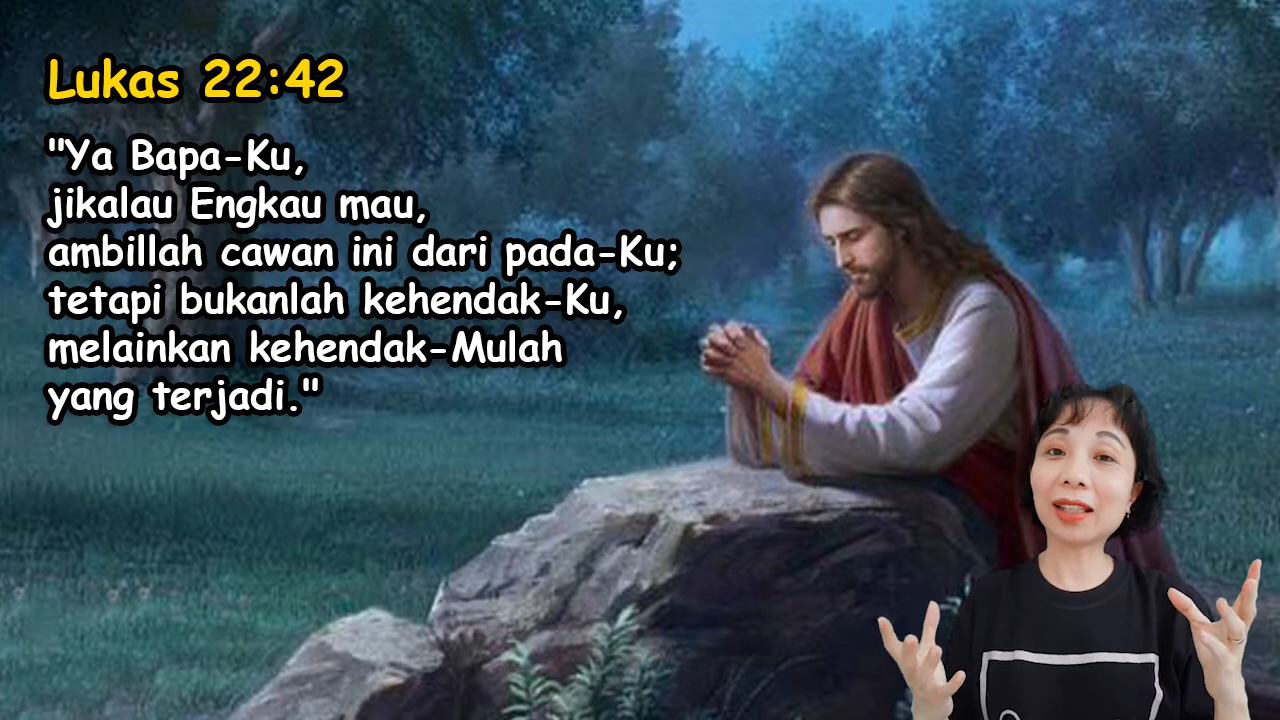 Lukas 22:42
"Ya Bapa-Ku,
jikalau Engkau mau,
ambillah cawan ini dari pada-Ku;
tetapi bukanlah kehendak-Ku,
melainkan kehendak-Mulah
yang terjadi."